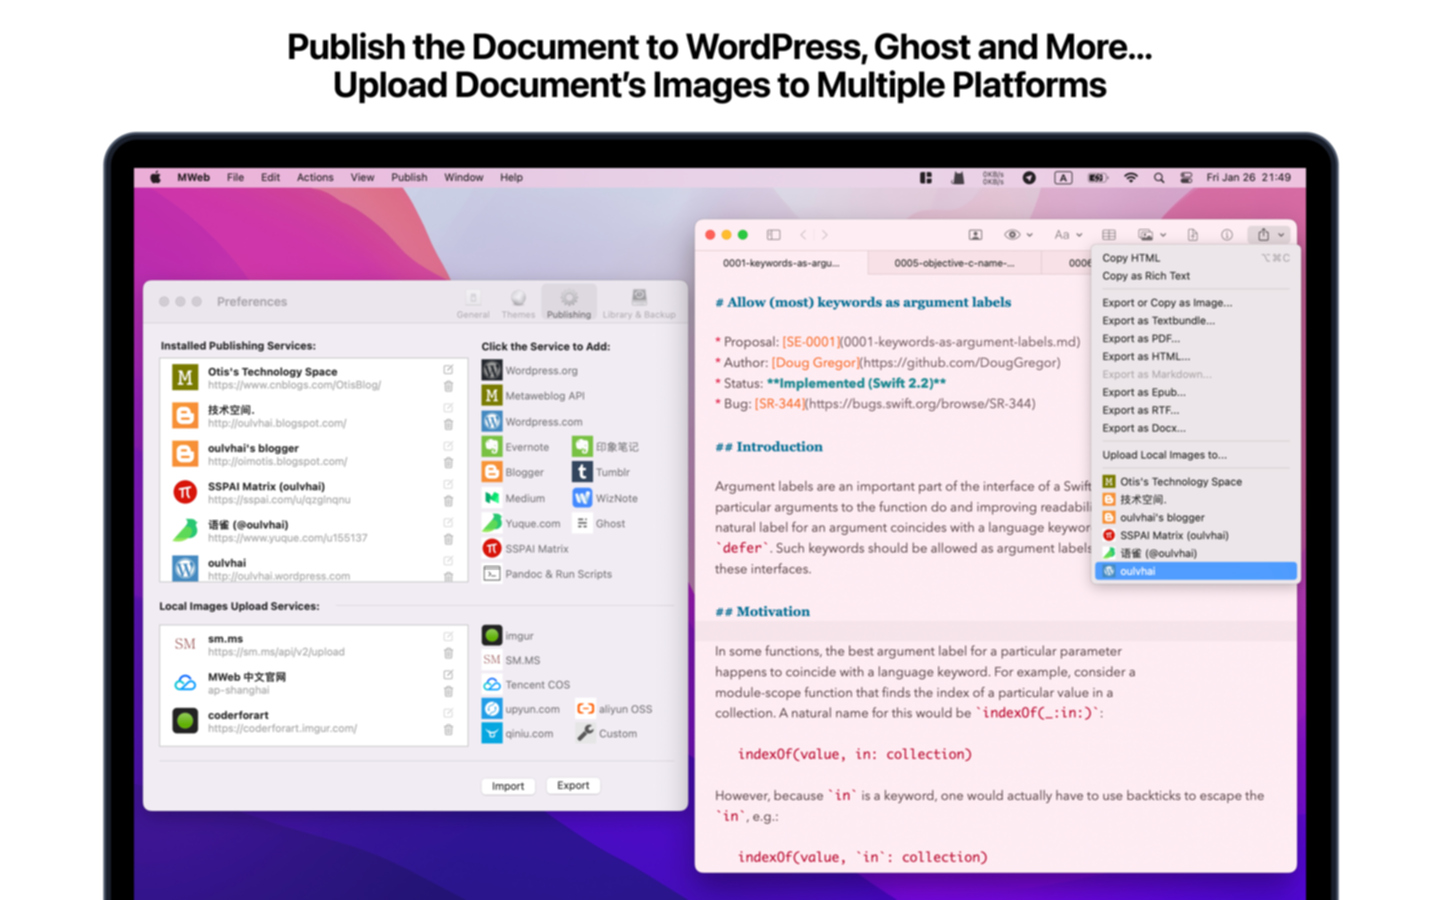 Publish the Document to WordPress, Ghost and More...
Upload Document's Images to Multiple Platforms
MWeb File Edit Actions View Publish Window Help
0KB/s
0KB/s
A
Fri Jan 26 21:49
Preferences
General Themes Publishing Library & Backup
Installed Publishing Services:
Otis's Technology Space
https://www.cnblogs.com/OtisBlog/
技术空间.
http://oulvhai.blogspot.com/
oulvhai's blogger
http://oimotis.blogspot.com/
SSPAI Matrix (oulvhai)
https://sspai.com/u/qzglnqnu
语雀 (@oulvhai)
https://www.yuque.com/u155137
oulvhai
http://oulvhai.wordpress.com
Click the Service to Add:
Wordpress.org
Metaweblog API
Wordpress.com
Evernote 印象笔记
Blogger Tumblr
Medium WizNote
Yuque.com Ghost
SSPAI Matrix
Pandoc & Run Scripts
Local Images Upload Services:
SM sm.ms
https://sm.ms/api/v2/upload
MWeb 中文官网
ap-shanghai
coderforart
https://coderforart.imgur.com/
imgur
SM SM.MS
Tencent COS
upyun.com aliyun OSS
qiniu.com Custom
Import Export
Aa
0001-keywords-as-argu... 0005-objective-c-name-... 0006
# Allow (most) keywords as argument labels
* Proposal: [SE-0001](0001-keywords-as-argument-labels.md)
* Author: [Doug Gregor](https://github.com/DougGregor)
* Status: **Implemented (Swift 2.2)**
* Bug: [SR-344](https://bugs.swift.org/browse/SR-344)
## Introduction
Argument labels are an important part of the interface of a Swift
particular arguments to the function do and improving readabili
natural label for an argument coincides with a language keywor
`defer`. Such keywords should be allowed as argument labels
these interfaces.
## Motivation
In some functions, the best argument label for a particular parameter
happens to coincide with a language keyword. For example, consider a
module-scope function that finds the index of a particular value in a
collection. A natural name for this would be `indexOf(_:in:)`:
indexOf(value, in: collection)
However, because `in` is a keyword, one would actually have to use backticks to escape the
`in`, e.g.:
indexOf(value, `in`: collection)
Copy HTML ⌥⌘C
Copy as Rich Text
Export or Copy as Image...
Export as Textbundle...
Export as PDF...
Export as HTML...
Export as Markdown...
Export as Epub...
Export as RTF...
Export as Docx...
Upload Local Images to...
Otis's Technology Space
技术空间.
oulvhai's blogger
SSPAI Matrix (oulvhai)
语雀 (@oulvhai)
oulvhai